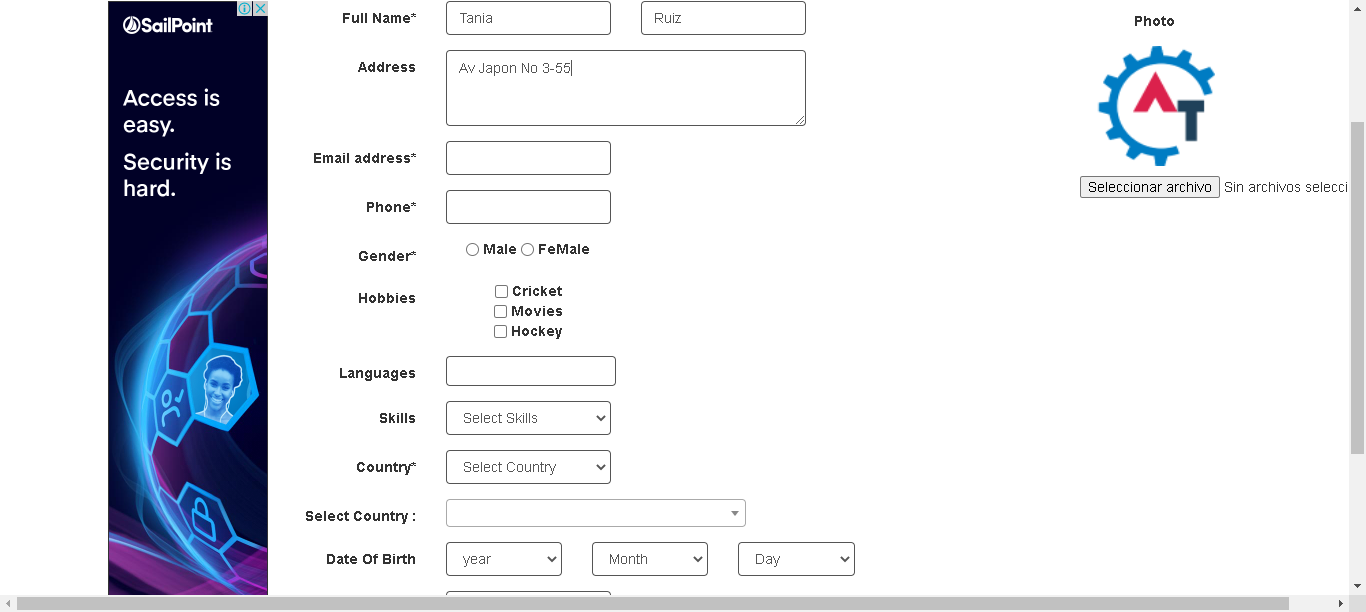 SailPoint
Access is
easy.
Security is
hard.
Full Name*
Tania
Ruiz
Address
Av Japon No 3-55
Email address*
Phone*
Gender*
Male
FeMale
Hobbies
Cricket
Movies
Hockey
Languages
Skills
Select Skills
Country*
Select Country
Select Country :
Date Of Birth
year
Month
Day
Photo
AT
Seleccionar archivo
Sin archivos selecci